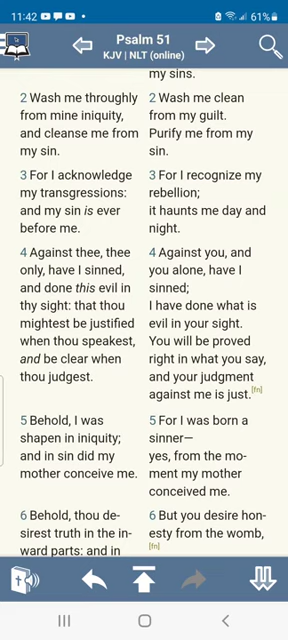 11:42
61%
Psalm 51
KJV | NLT (online)
my sins.
2 Wash me throughly
from mine iniquity,
and cleanse me from
my sin.
2 Wash me clean
from my guilt.
Purify me from my
sin.
3 For I acknowledge
my transgressions:
and my sin is ever
before me.
3 For I recognize my
rebellion;
it haunts me day and
night.
4 Against thee, thee
only, have I sinned,
and done this evil in
thy sight: that thou
mightest be justified
when thou speakest,
and be clear when
thou judgest.
4 Against you, and
you alone, have I
sinned;
I have done what is
evil in your sight.
You will be proved
right in what you say,
and your judgment
against me is just.[fn]
5 Behold, I was
shapen in iniquity;
and in sin did my
mother conceive me.
5 For I was born a
sinner—
yes, from the mo-
ment my mother
conceived me.
6 Behold, thou de-
sirest truth in the in-
ward parts: and in
6 But you desire hon-
esty from the womb,
[fn]